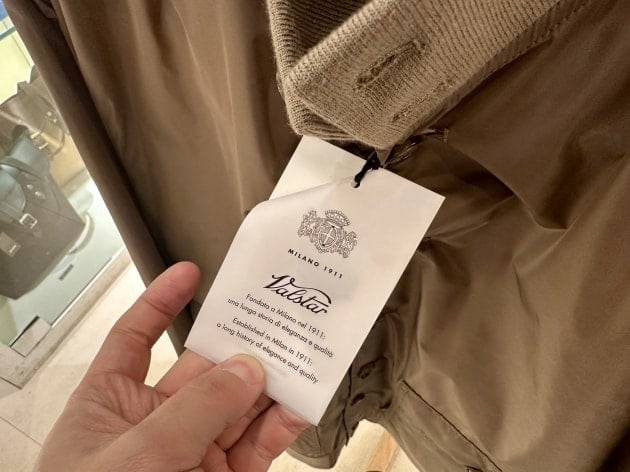 MILANO 1911
Valstar
Fondata a Milano nel 1911:
una lunga storia di eleganza e qualità
Established in Milan in 1911:
a long history of elegance and quality